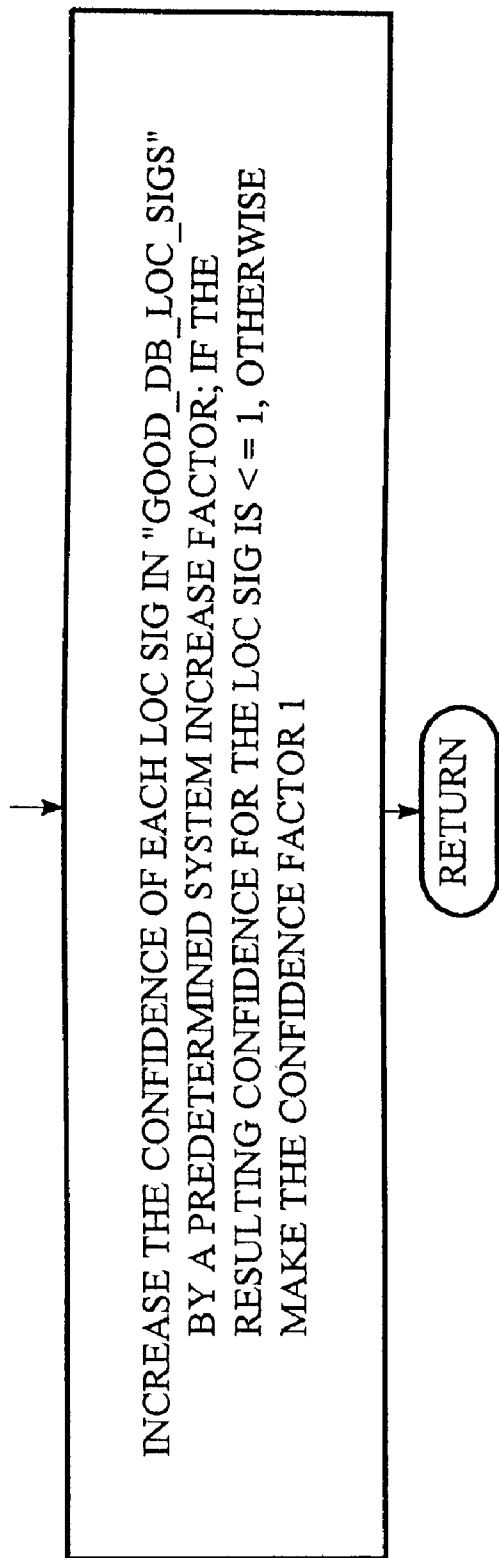 INCREASE THE CONFIDENCE OF EACH LOC SIG IN "GOOD_DB_LOC_SIGS"
BY A PREDETERMINED SYSTEM INCREASE FACTOR; IF THE
RESULTING CONFIDENCE FOR THE LOC SIG IS < = 1, OTHERWISE
MAKE THE CONFIDENCE FACTOR 1
RETURN